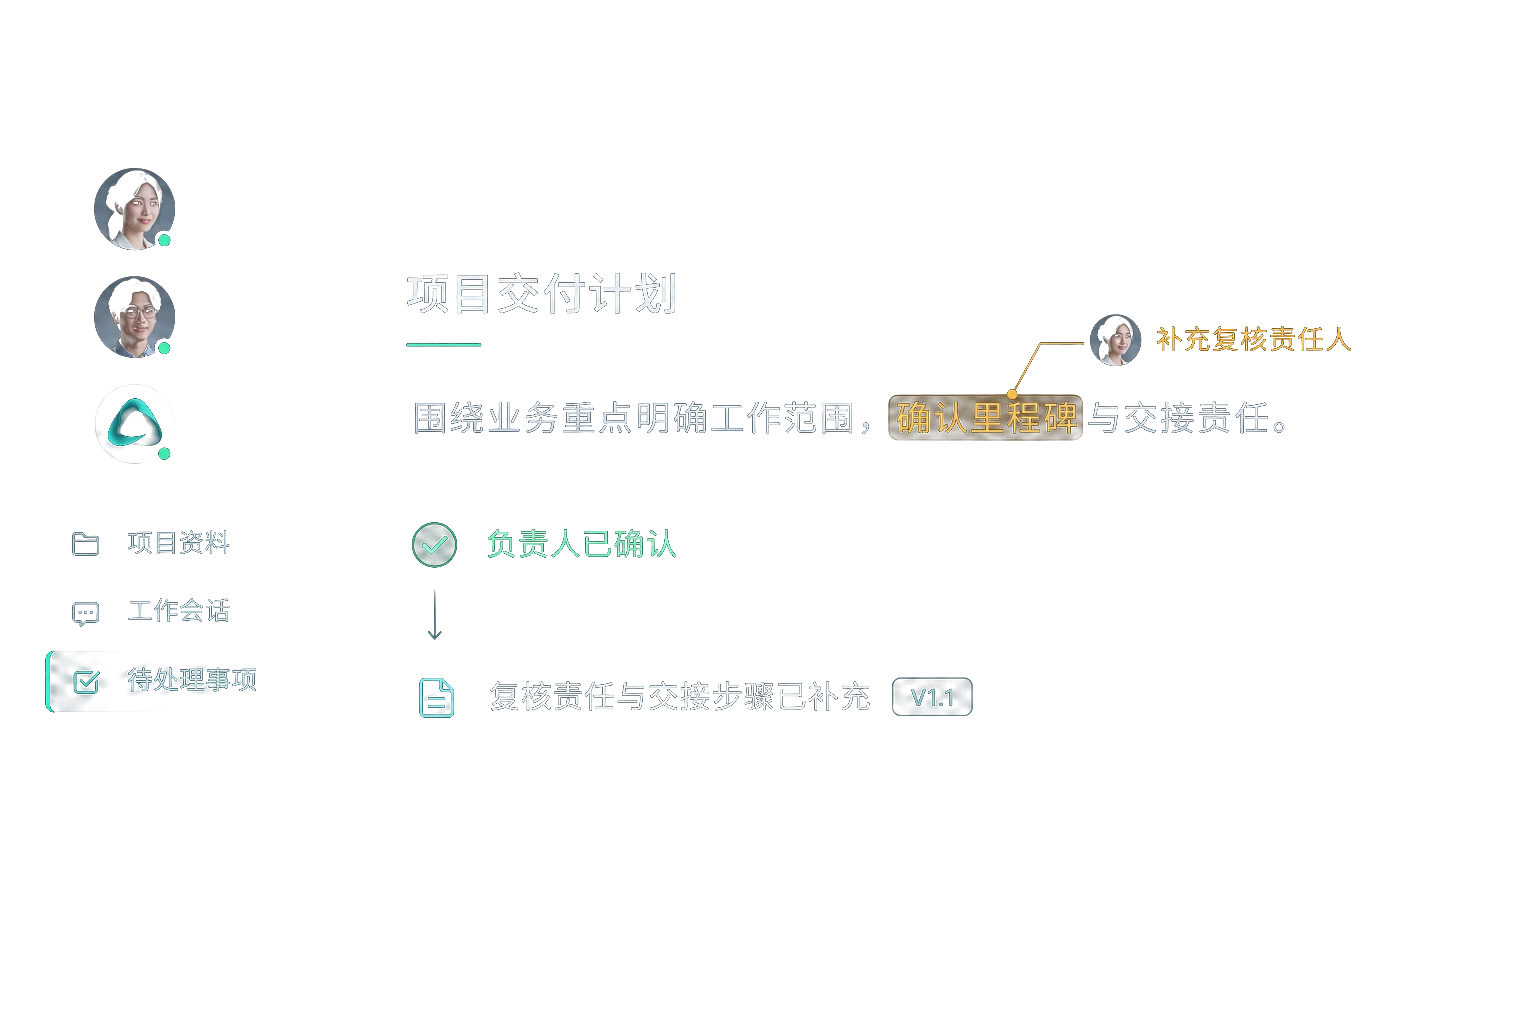 项目交付计划
补充复核责任人
围绕业务重点明确工作范围，确认里程碑与交接责任。
项目资料
工作会话
待处理事项
负责人已确认
复核责任与交接步骤已补充 V1.1